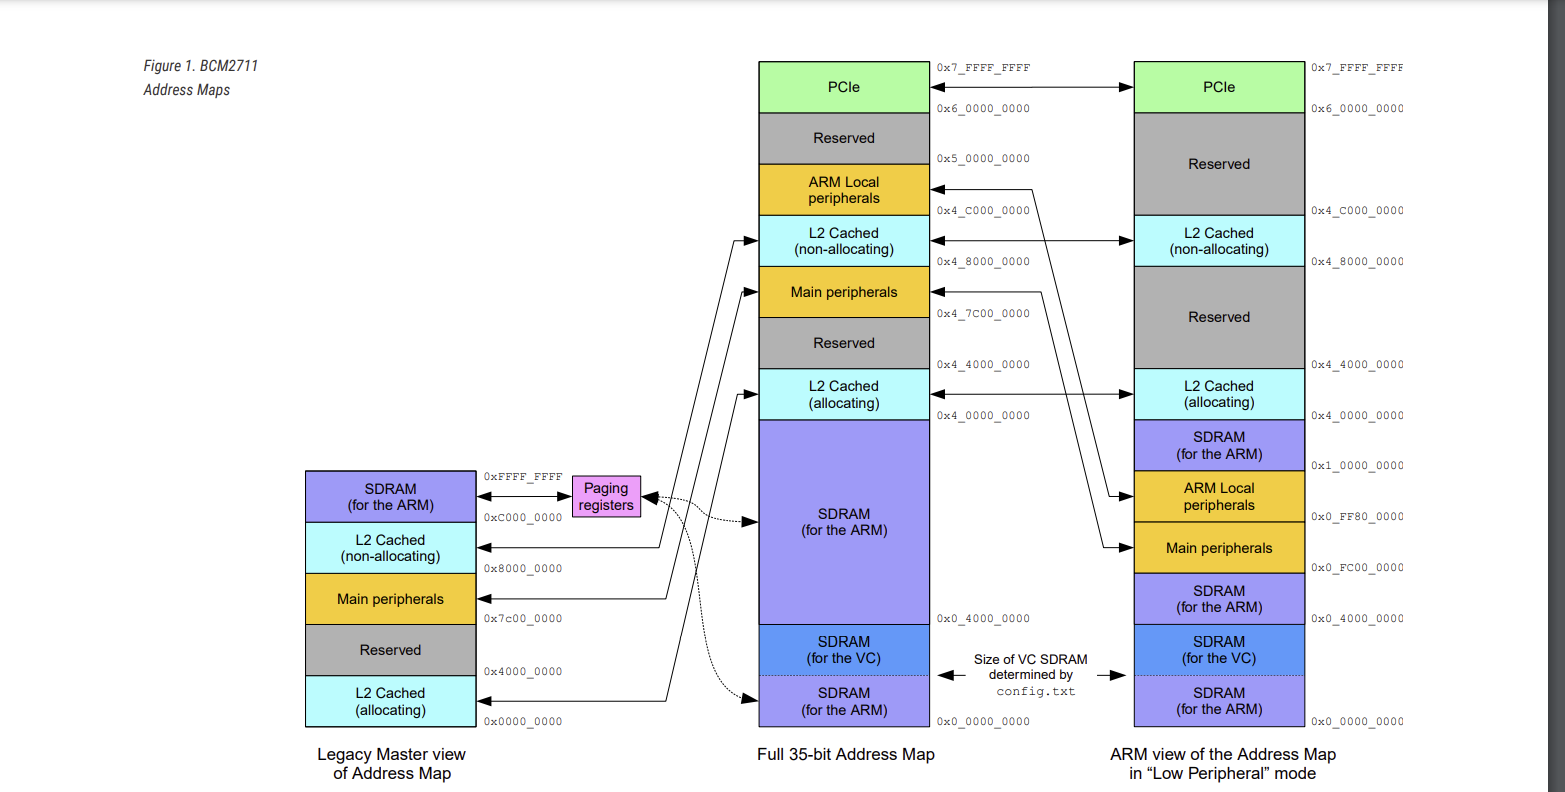 Figure 1. BCM2711
Address Maps
SDRAM
(for the ARM)
L2 Cached
(non-allocating)
Main peripherals
Reserved
L2 Cached
(allocating)
0xFFFF_FFFF
0xC000_0000
0x8000_0000
0x7c00_0000
0x4000_0000
0x0000_0000
Legacy Master view
of Address Map
Paging
registers
PCIe
Reserved
ARM Local
peripherals
L2 Cached
(non-allocating)
Main peripherals
Reserved
L2 Cached
(allocating)
SDRAM
(for the ARM)
SDRAM
(for the VC)
SDRAM
(for the ARM)
0x7_FFFF_FFFF
0x6_0000_0000
0x5_0000_0000
0x4_C000_0000
0x4_8000_0000
0x4_7C00_0000
0x4_4000_0000
0x4_0000_0000
0x0_4000_0000
0x0_0000_0000
Full 35-bit Address Map
Size of VC SDRAM
determined by
config.txt
PCIe
Reserved
L2 Cached
(non-allocating)
Reserved
L2 Cached
(allocating)
SDRAM
(for the ARM)
ARM Local
peripherals
Main peripherals
SDRAM
(for the ARM)
SDRAM
(for the VC)
SDRAM
(for the ARM)
0x7_FFFF_FFFF
0x6_0000_0000
0x4_C000_0000
0x4_8000_0000
0x4_4000_0000
0x4_0000_0000
0x1_0000_0000
0x0_FF80_0000
0x0_FC00_0000
0x0_4000_0000
0x0_0000_0000
ARM view of the Address Map
in “Low Peripheral” mode